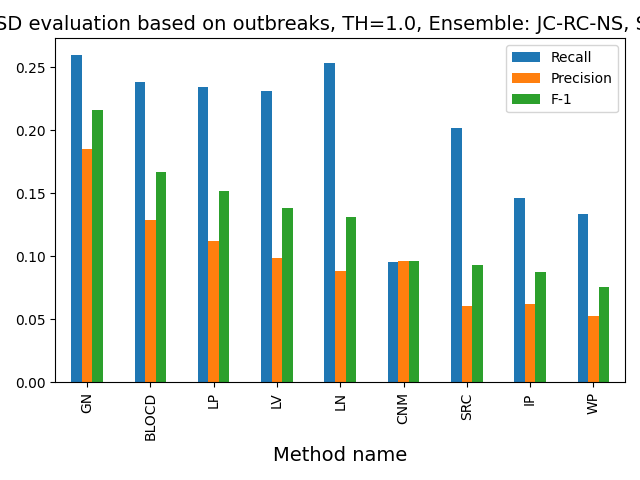 SD evaluation based on outbreaks, TH=1.0, Ensemble: JC-RC-NS,
Recall
Precision
F-1
0.25
0.20
0.15
0.10
0.05
0.00
GN
BLOCD
LP
LV
LN
CNM
SRC
IP
WP
Method name